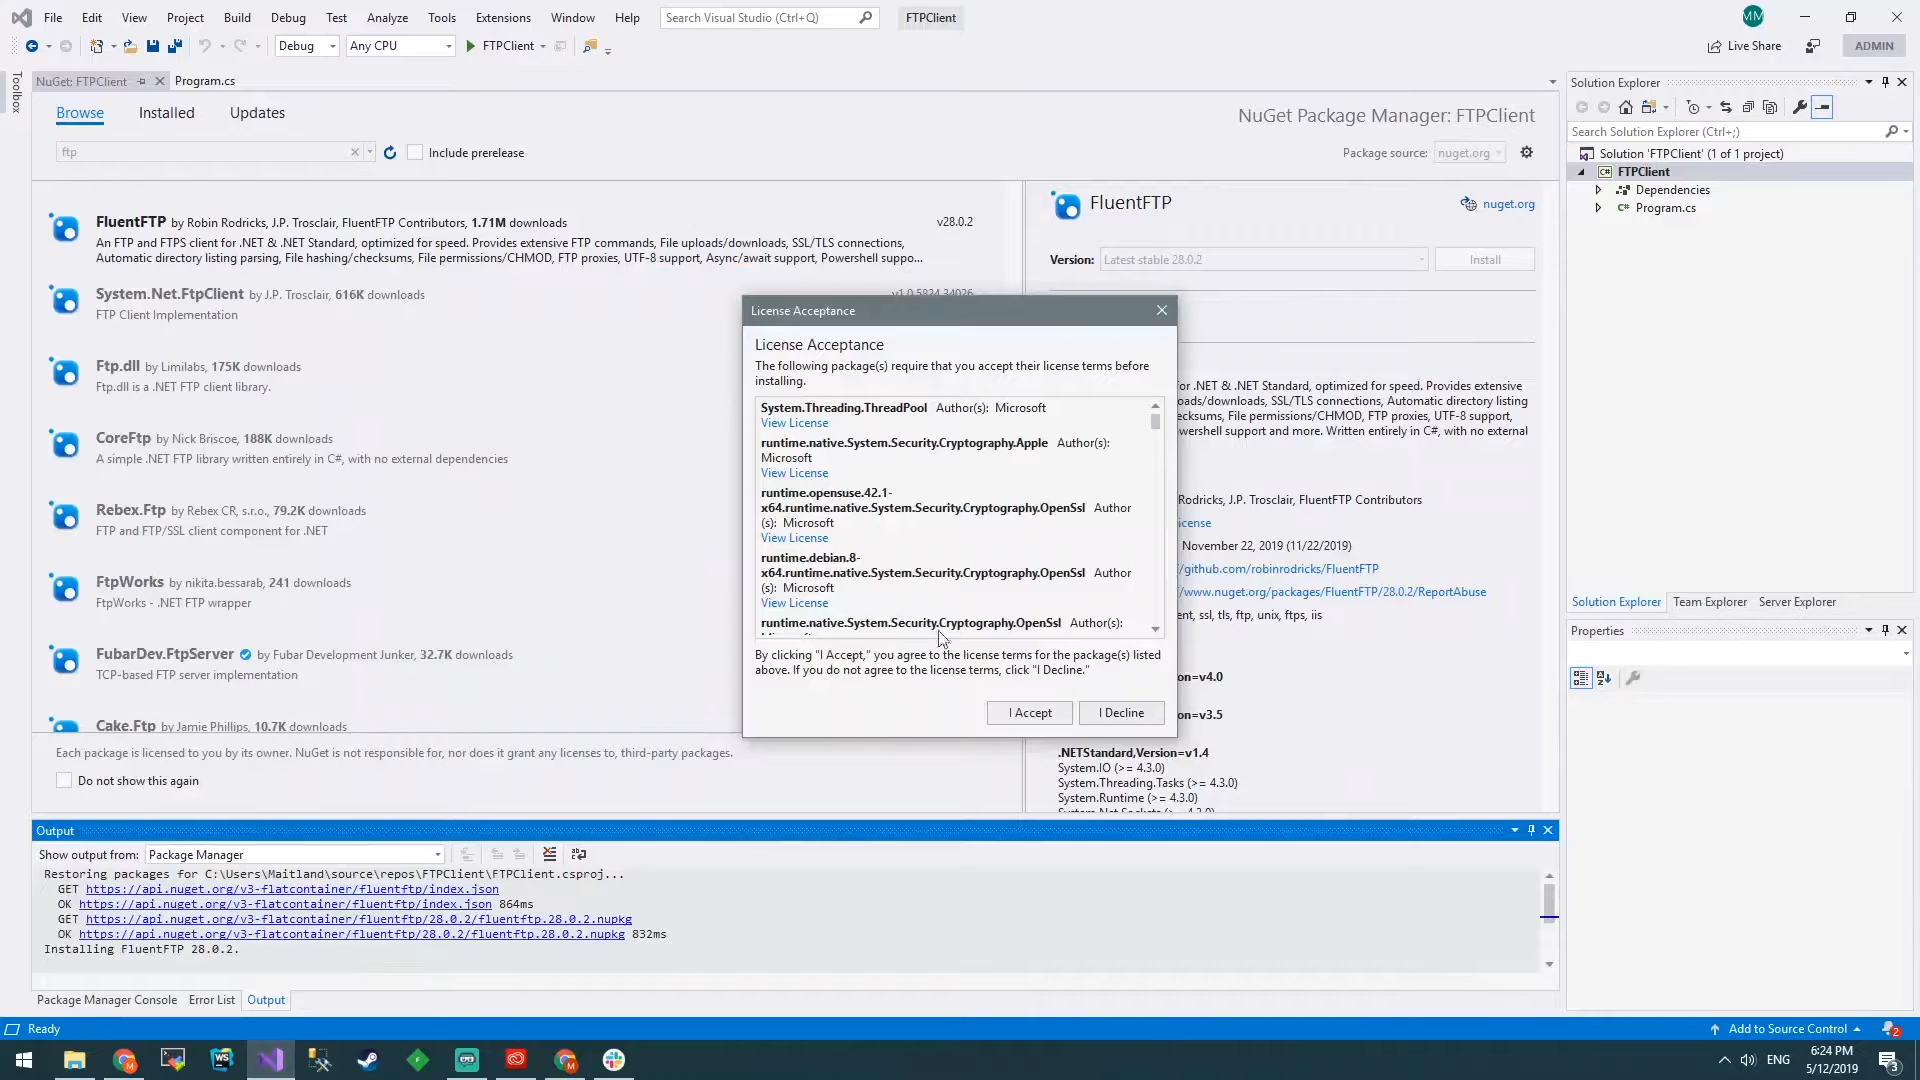 File Edit View Project Build Debug Test Analyze Tools Extensions Window Help Search Visual Studio (Ctrl+Q) FTPClient MM
Debug Any CPU FTPClient Live Share ADMIN
Toolbox
NuGet: FTPClient Program.cs
Browse Installed Updates NuGet Package Manager: FTPClient
ftp Include prerelease Package source: nuget.org
FluentFTP by Robin Rodricks, J.P. Trosclair, FluentFTP Contributors, 1.71M downloads v28.0.2
An FTP and FTPS client for .NET & .NET Standard, optimized for speed. Provides extensive FTP commands, File uploads/downloads, SSL/TLS connections,
Automatic directory listing parsing, File hashing/checksums, File permissions/CHMOD, FTP proxies, UTF-8 support, Async/await support, Powershell suppo...
System.Net.FtpClient by J.P. Trosclair, 616K downloads v1.0.5824.34026
FTP Client Implementation
Ftp.dll by Limilabs, 175K downloads
Ftp.dll is a .NET FTP client library.
CoreFtp by Nick Briscoe, 188K downloads
A simple .NET FTP library written entirely in C#, with no external dependencies
Rebex.Ftp by Rebex CR, s.r.o., 79.2K downloads
FTP and FTP/SSL client component for .NET
FtpWorks by nikita.bessarab, 241 downloads
FtpWorks - .NET FTP wrapper
FubarDev.FtpServer by Fubar Development Junker, 32.7K downloads
TCP-based FTP server implementation
Cake.Ftp by Jamie Phillips, 10.7K downloads
Each package is licensed to you by its owner. NuGet is not responsible, nor does it grant any licenses to, third-party packages.
Do not show this again
FluentFTP nuget.org
Version: Latest stable 28.0.2 Install
or .NET & .NET Standard, optimized for speed. Provides extensive
oads/downloads, SSL/TLS connections, Automatic directory listing
ecksums, File permissions/CHMOD, FTP proxies, UTF-8 support,
wershell support and more. Written entirely in C#, with no external
Rodricks, J.P. Trosclair, FluentFTP Contributors
icense
November 22, 2019 (11/22/2019)
/github.com/robinrodricks/FluentFTP
/www.nuget.org/packages/FluentFTP/28.0.2/ReportAbuse
ent, ssl, tls, ftp, unix, ftps, iis
on=v4.0
on=v3.5
.NETStandard,Version=v1.4
System.IO (>= 4.3.0)
System.Threading.Tasks (>= 4.3.0)
System.Runtime (>= 4.3.0)
System.Net.Sockets (>= 4.3.0)
License Acceptance
License Acceptance
The following package(s) require that you accept their license terms before
installing.
System.Threading.ThreadPool Author(s): Microsoft
View License
runtime.native.System.Security.Cryptography.Apple Author(s):
Microsoft
View License
runtime.opensuse.42.1-
x64.runtime.native.System.Security.Cryptography.OpenSsl Author
(s): Microsoft
View License
runtime.debian.8-
x64.runtime.native.System.Security.Cryptography.OpenSsl Author
(s): Microsoft
View License
runtime.native.System.Security.Cryptography.OpenSsl Author(s):
By clicking "I Accept," you agree to the license terms for the package(s) listed
above. If you do not agree to the license terms, click "I Decline."
I Accept I Decline
Solution Explorer
Search Solution Explorer (Ctrl+;)
Solution 'FTPClient' (1 of 1 project)
FTPClient
Dependencies
Program.cs
Solution Explorer Team Explorer Server Explorer
Properties
Output
Show output from: Package Manager
Restoring packages for C:\Users\Maitland\source\repos\FTPClient\FTPClient.csproj...
GET https://api.nuget.org/v3-flatcontainer/fluentftp/index.json
OK https://api.nuget.org/v3-flatcontainer/fluentftp/index.json 864ms
GET https://api.nuget.org/v3-flatcontainer/fluentftp/28.0.2/fluentftp.28.0.2.nupkg
OK https://api.nuget.org/v3-flatcontainer/fluentftp/28.0.2/fluentftp.28.0.2.nupkg 832ms
Installing FluentFTP 28.0.2.
Package Manager Console Error List Output
Ready Add to Source Control 2
ENG 6:24 PM
5/12/2019 3